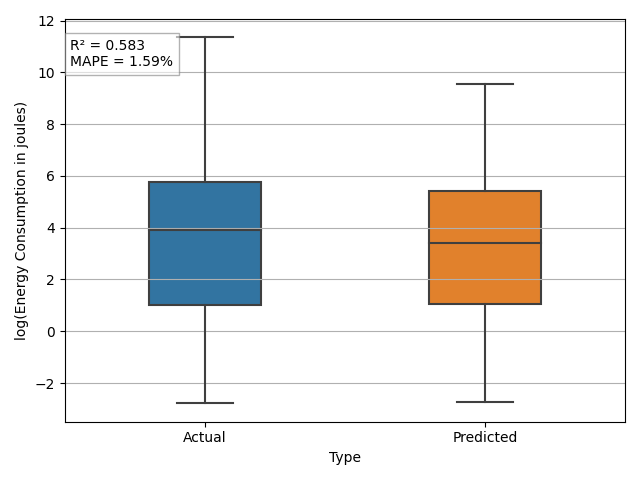 R² = 0.583
MAPE = 1.59%
log(Energy Consumption in joules)
12
10
8
6
4
2
0
−2
Actual
Predicted
Type